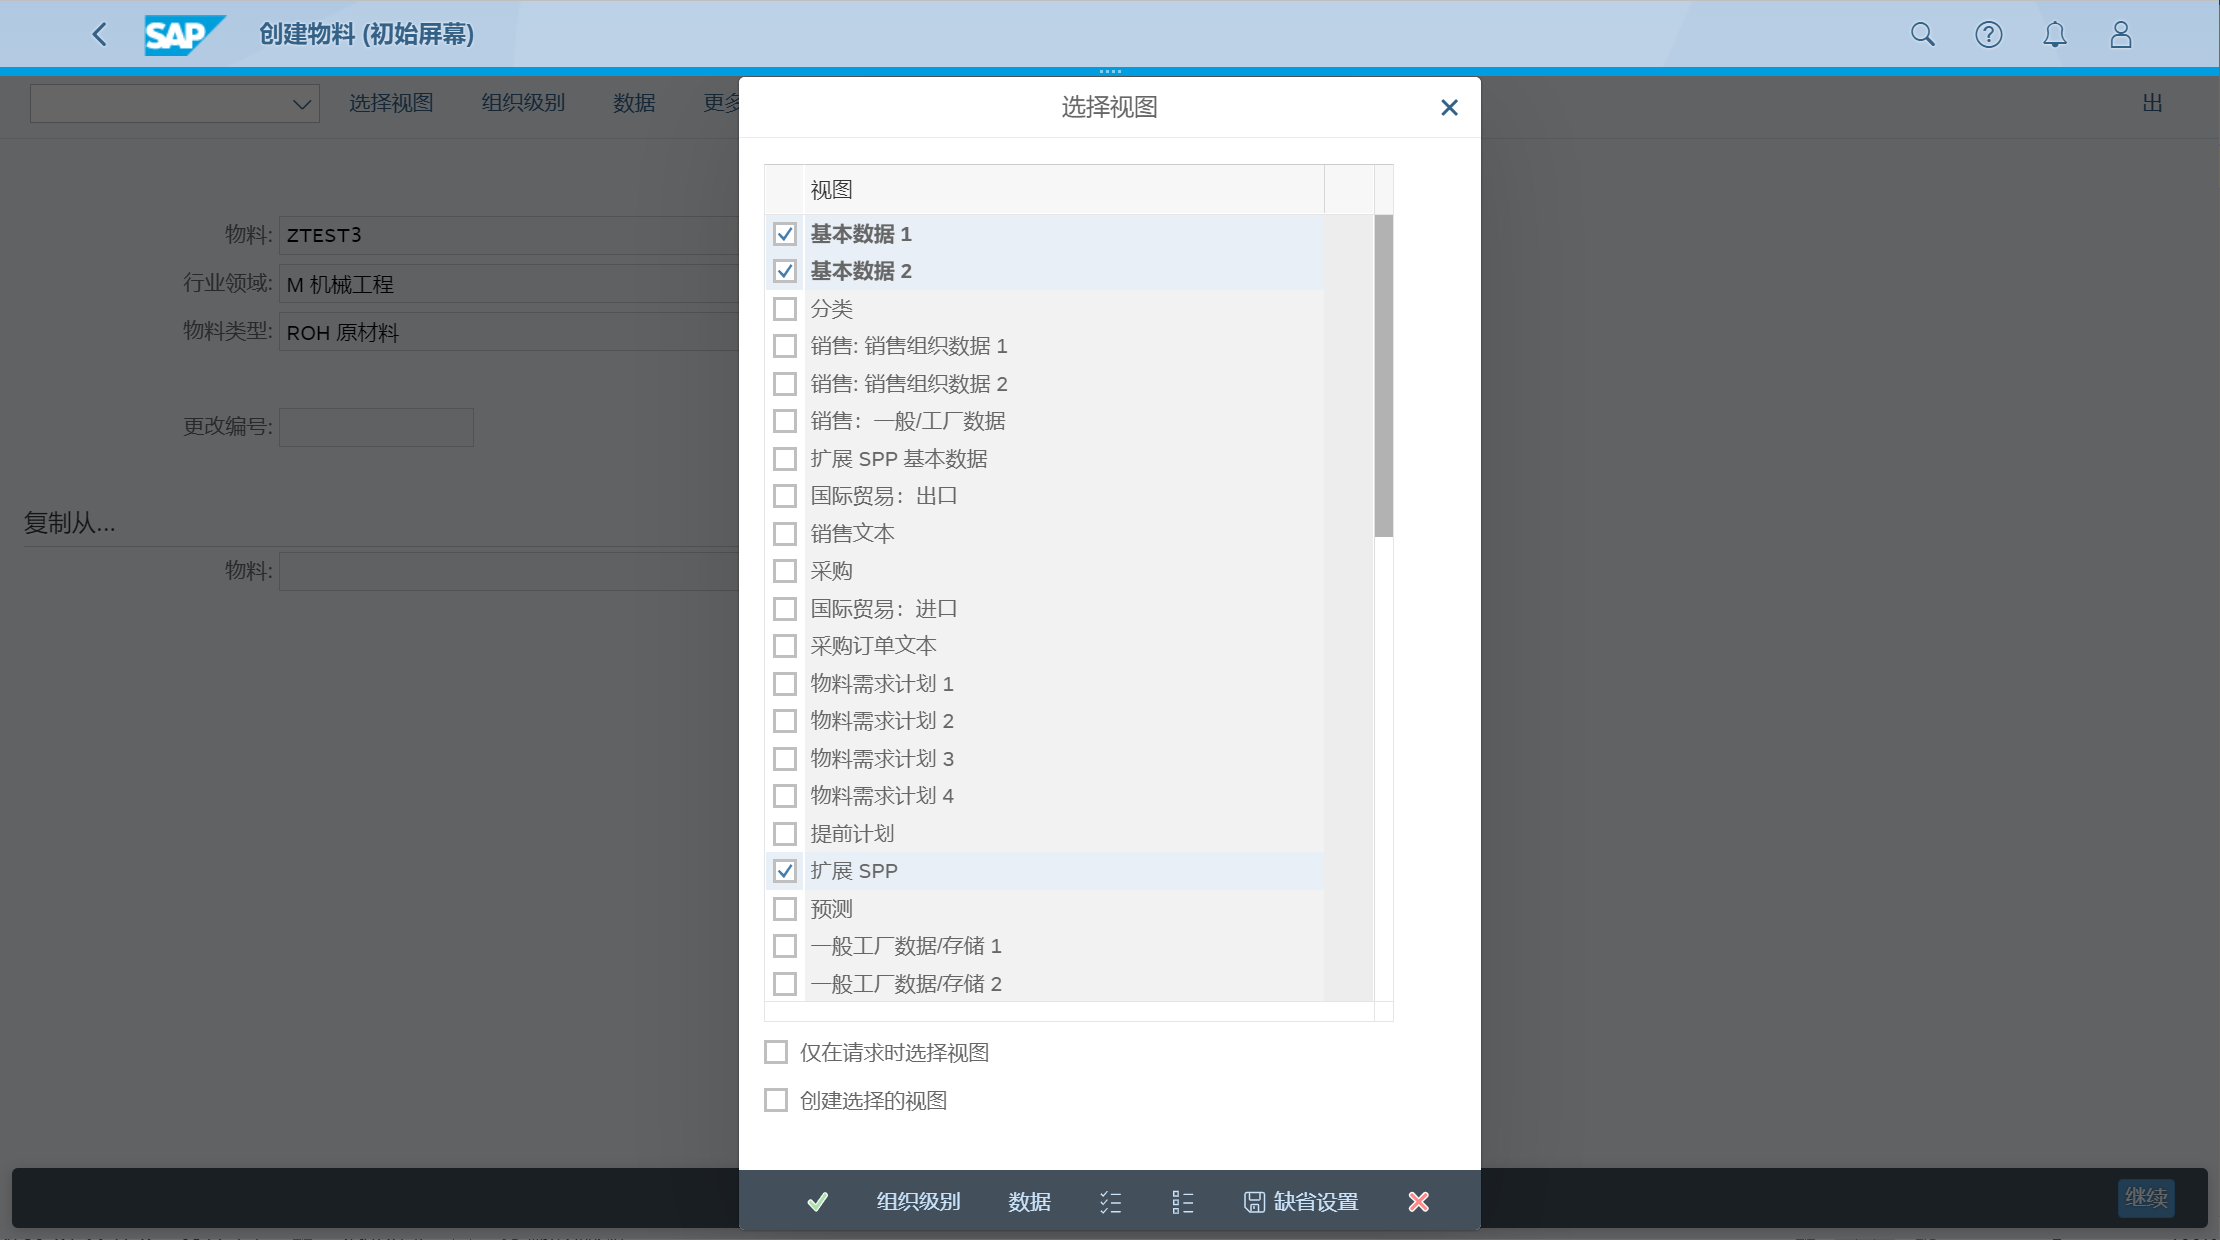 SAP 创建物料 (初始屏幕)
选择视图 组织级别 数据 更多 出
物料: ZTEST3
行业领域: M 机械工程
物料类型: ROH 原材料
更改编号:
复制从...
物料:
选择视图
视图
基本数据 1
基本数据 2
分类
销售: 销售组织数据 1
销售: 销售组织数据 2
销售：一般/工厂数据
扩展 SPP 基本数据
国际贸易：出口
销售文本
采购
国际贸易：进口
采购订单文本
物料需求计划 1
物料需求计划 2
物料需求计划 3
物料需求计划 4
提前计划
扩展 SPP
预测
一般工厂数据/存储 1
一般工厂数据/存储 2
仅在请求时选择视图
创建选择的视图
组织级别 数据 缺省设置
继续